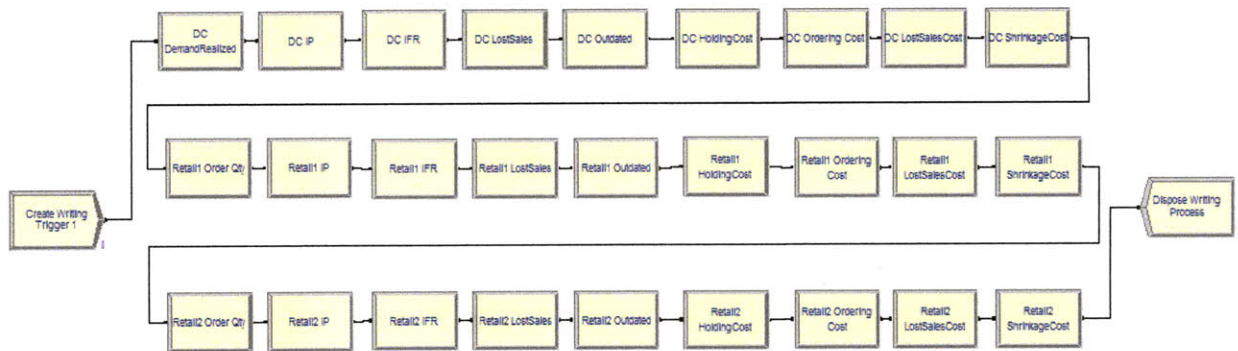 DC
DemandRealized
DC IP
DC IFR
DC LostSales
DC Outdated
DC HoldingCost
DC Ordering Cost
DC LostSalesCost
DC ShrinkageCost
Retail1 Order Qty
Retail1 IP
Retail1 IFR
Retail1 LostSales
Retail1 Outdated
Retail1
HoldingCost
Retail1 Ordering
Cost
Retail1
LostSalesCost
Retail1
ShrinkageCost
Create Writing
Trigger 1
Dispose Writing
Process
Retail2 Order Qty
Retail2 IP
Retail2 IFR
Retail2 LostSales
Retail2 Outdated
Retail2
HoldingCost
Retail2 Ordering
Cost
Retail2
LostSalesCost
Retail2
ShrinkageCost